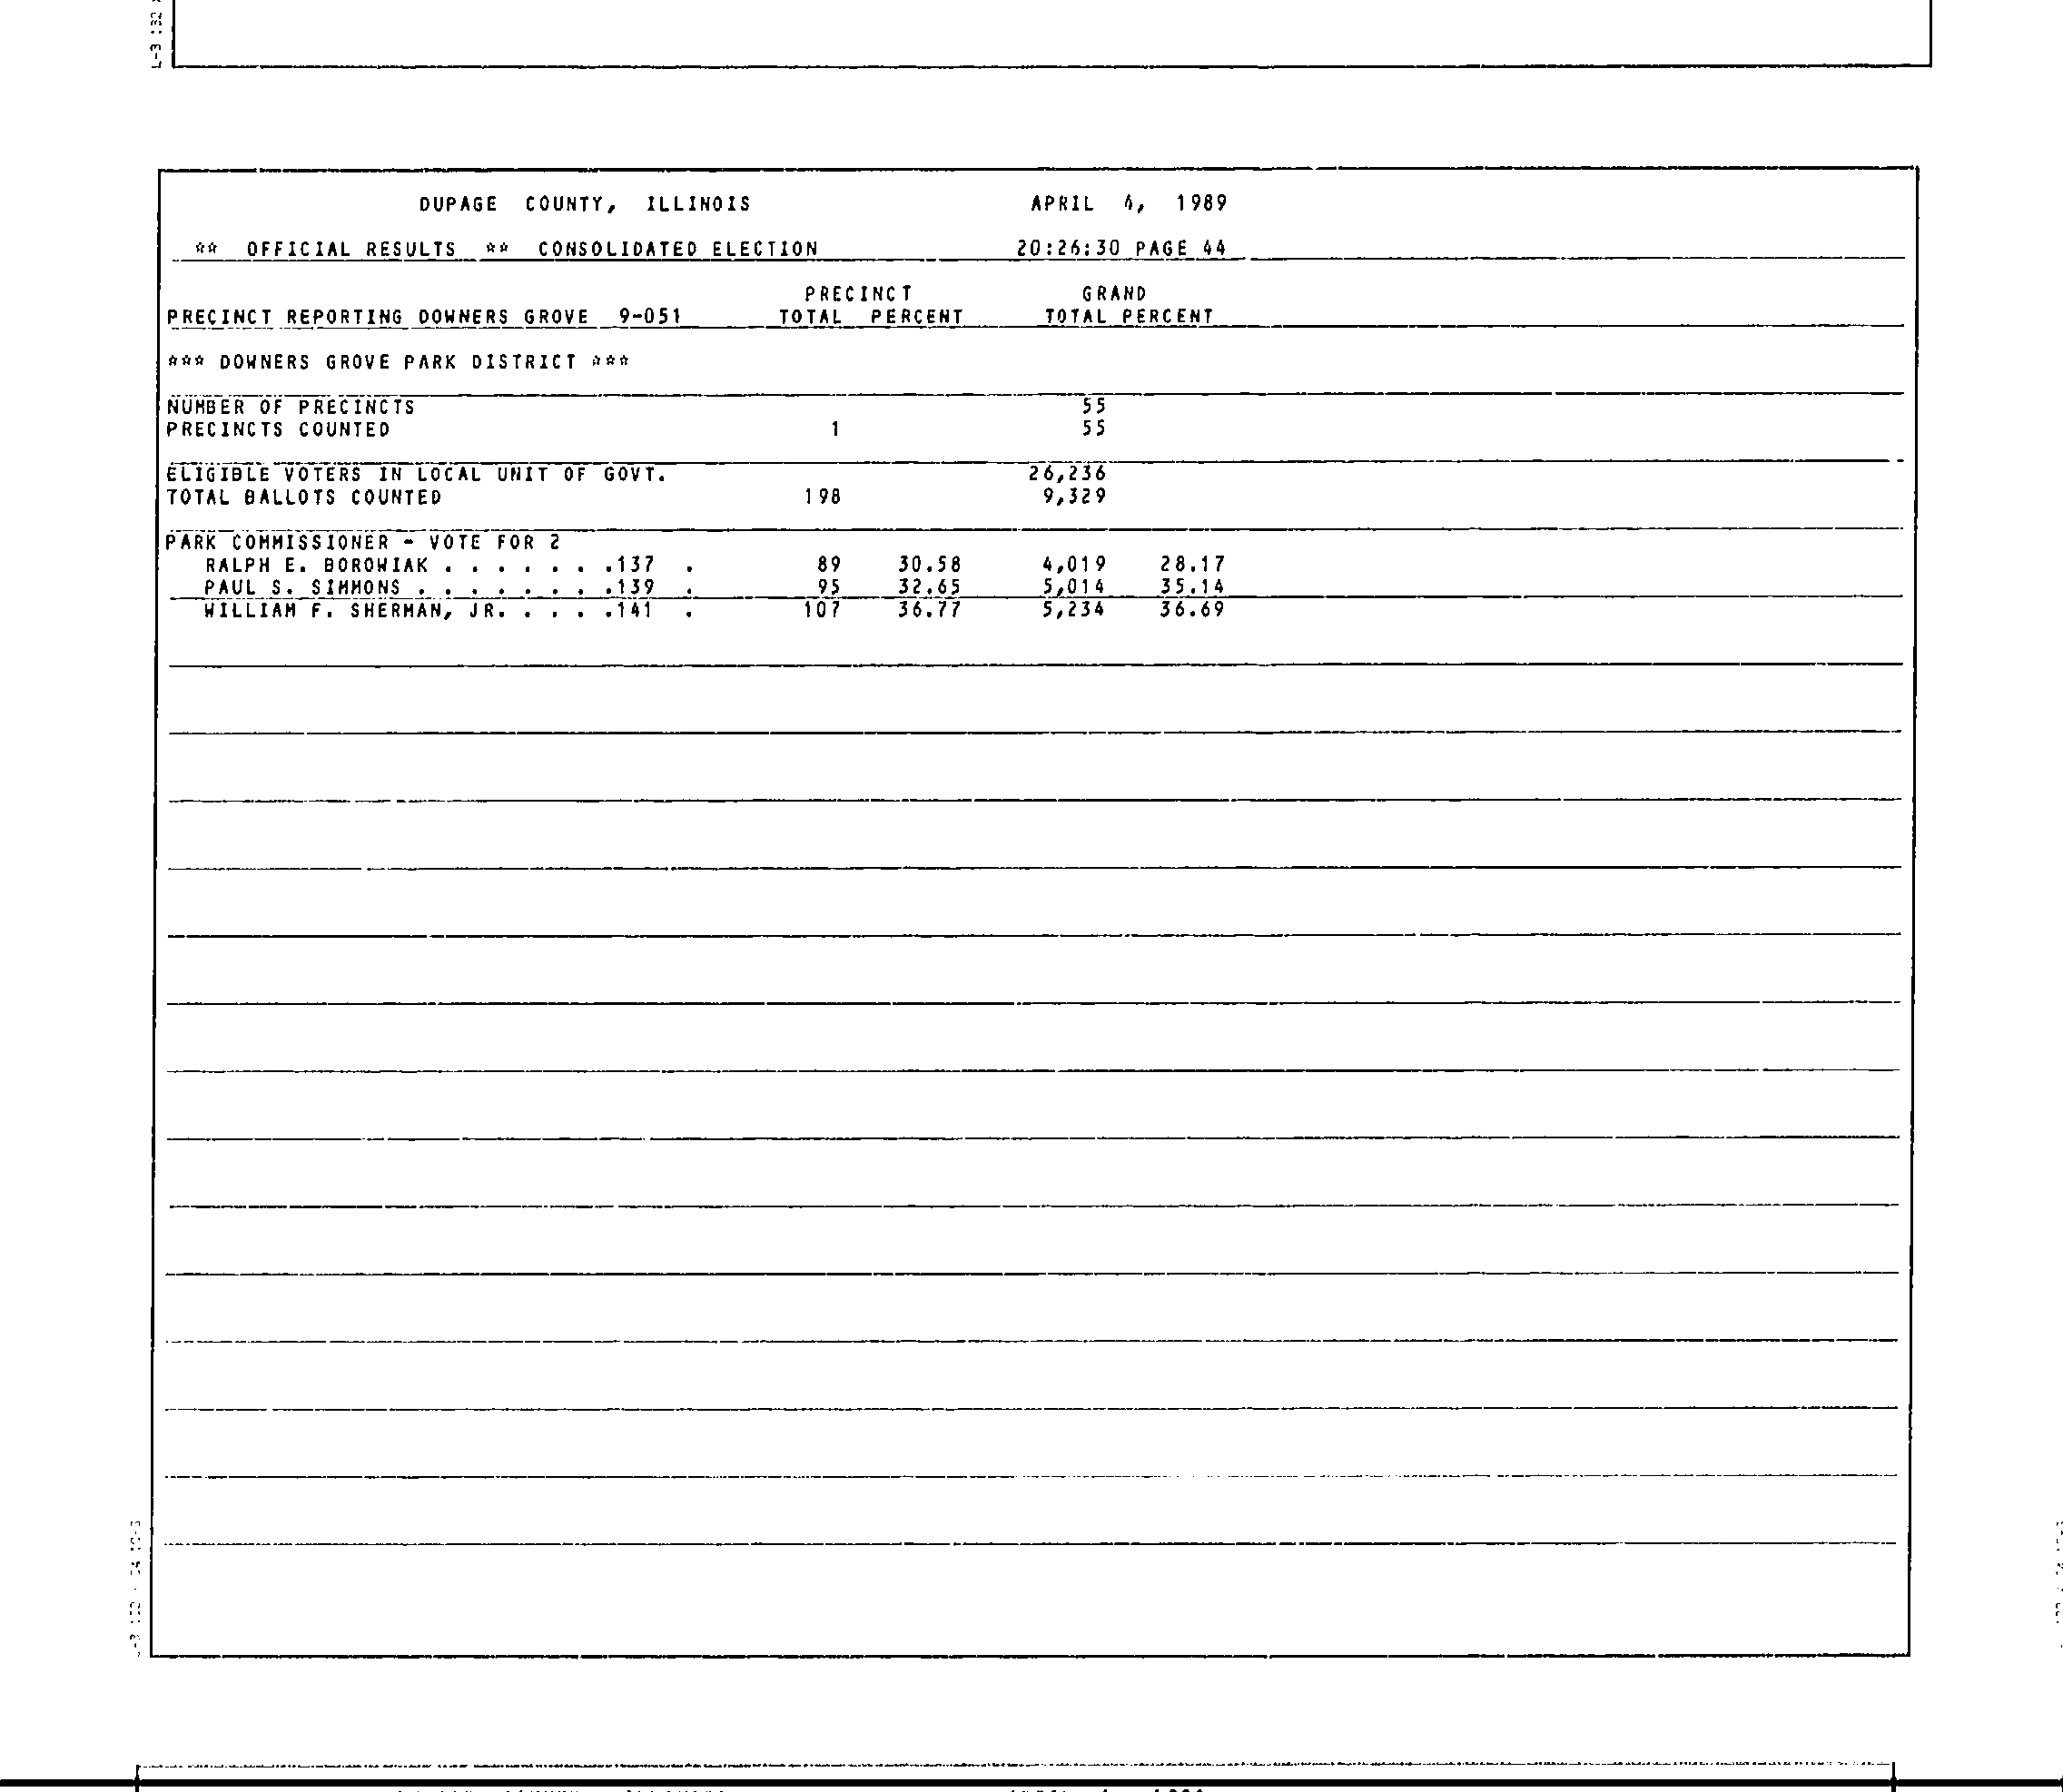 L-3 132
DUPAGE COUNTY, ILLINOIS APRIL 4, 1989
** OFFICIAL RESULTS ** CONSOLIDATED ELECTION 20:26:30 PAGE 44
PRECINCT GRAND
PRECINCT REPORTING DOWNERS GROVE 9-051 TOTAL PERCENT TOTAL PERCENT
*** DOWNERS GROVE PARK DISTRICT ***
NUMBER OF PRECINCTS 55
PRECINCTS COUNTED 1 55
ELIGIBLE VOTERS IN LOCAL UNIT OF GOVT. 26,236
TOTAL BALLOTS COUNTED 198 9,329
PARK COMMISSIONER - VOTE FOR 2
RALPH E. BOROWIAK . . . . . . .137 . 89 30.58 4,019 28.17
PAUL S. SIMMONS . . . . . . . .139 . 95 32.65 5,014 35.14
WILLIAM F. SHERMAN, JR. . . . .141 . 107 36.77 5,234 36.69